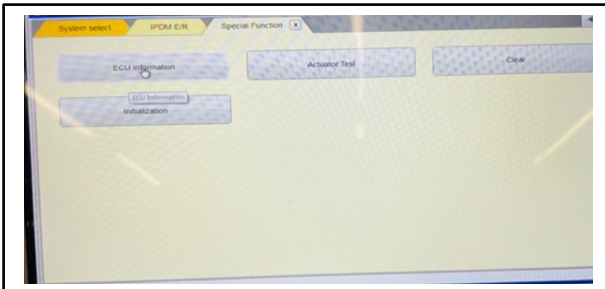 System select IPDM E/R Special Function x
ECU Information Actuator Test Clear
ECU Information
Initialization